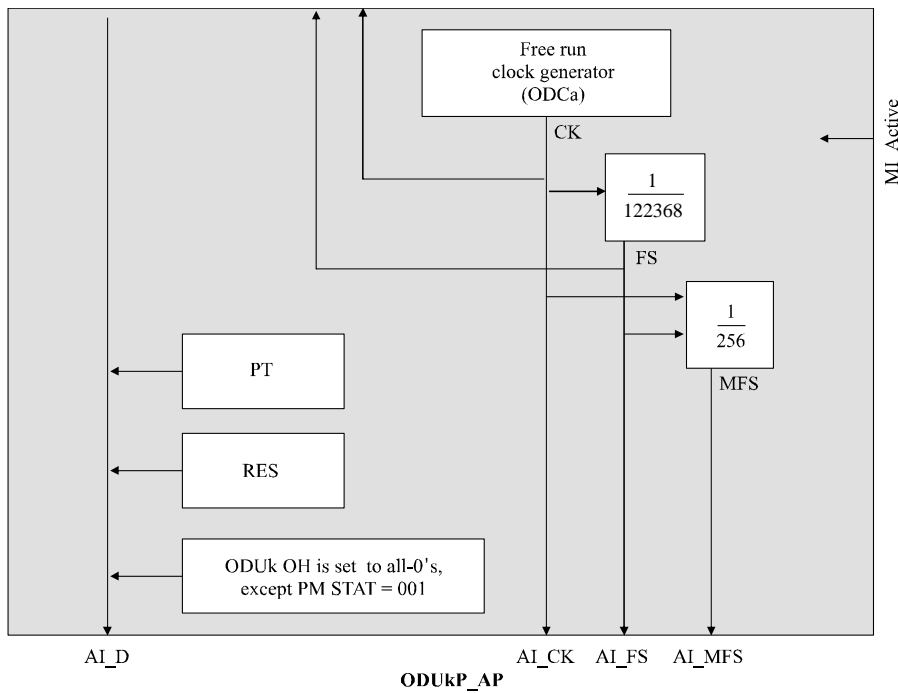 Free run
clock generator
(ODCa)
CK
MI_Active
1
122368
FS
1
256
MFS
PT
RES
ODUk OH is set to all-0's,
except PM STAT = 001
AI_D
AI_CK
AI_FS
AI_MFS
ODUkP_AP